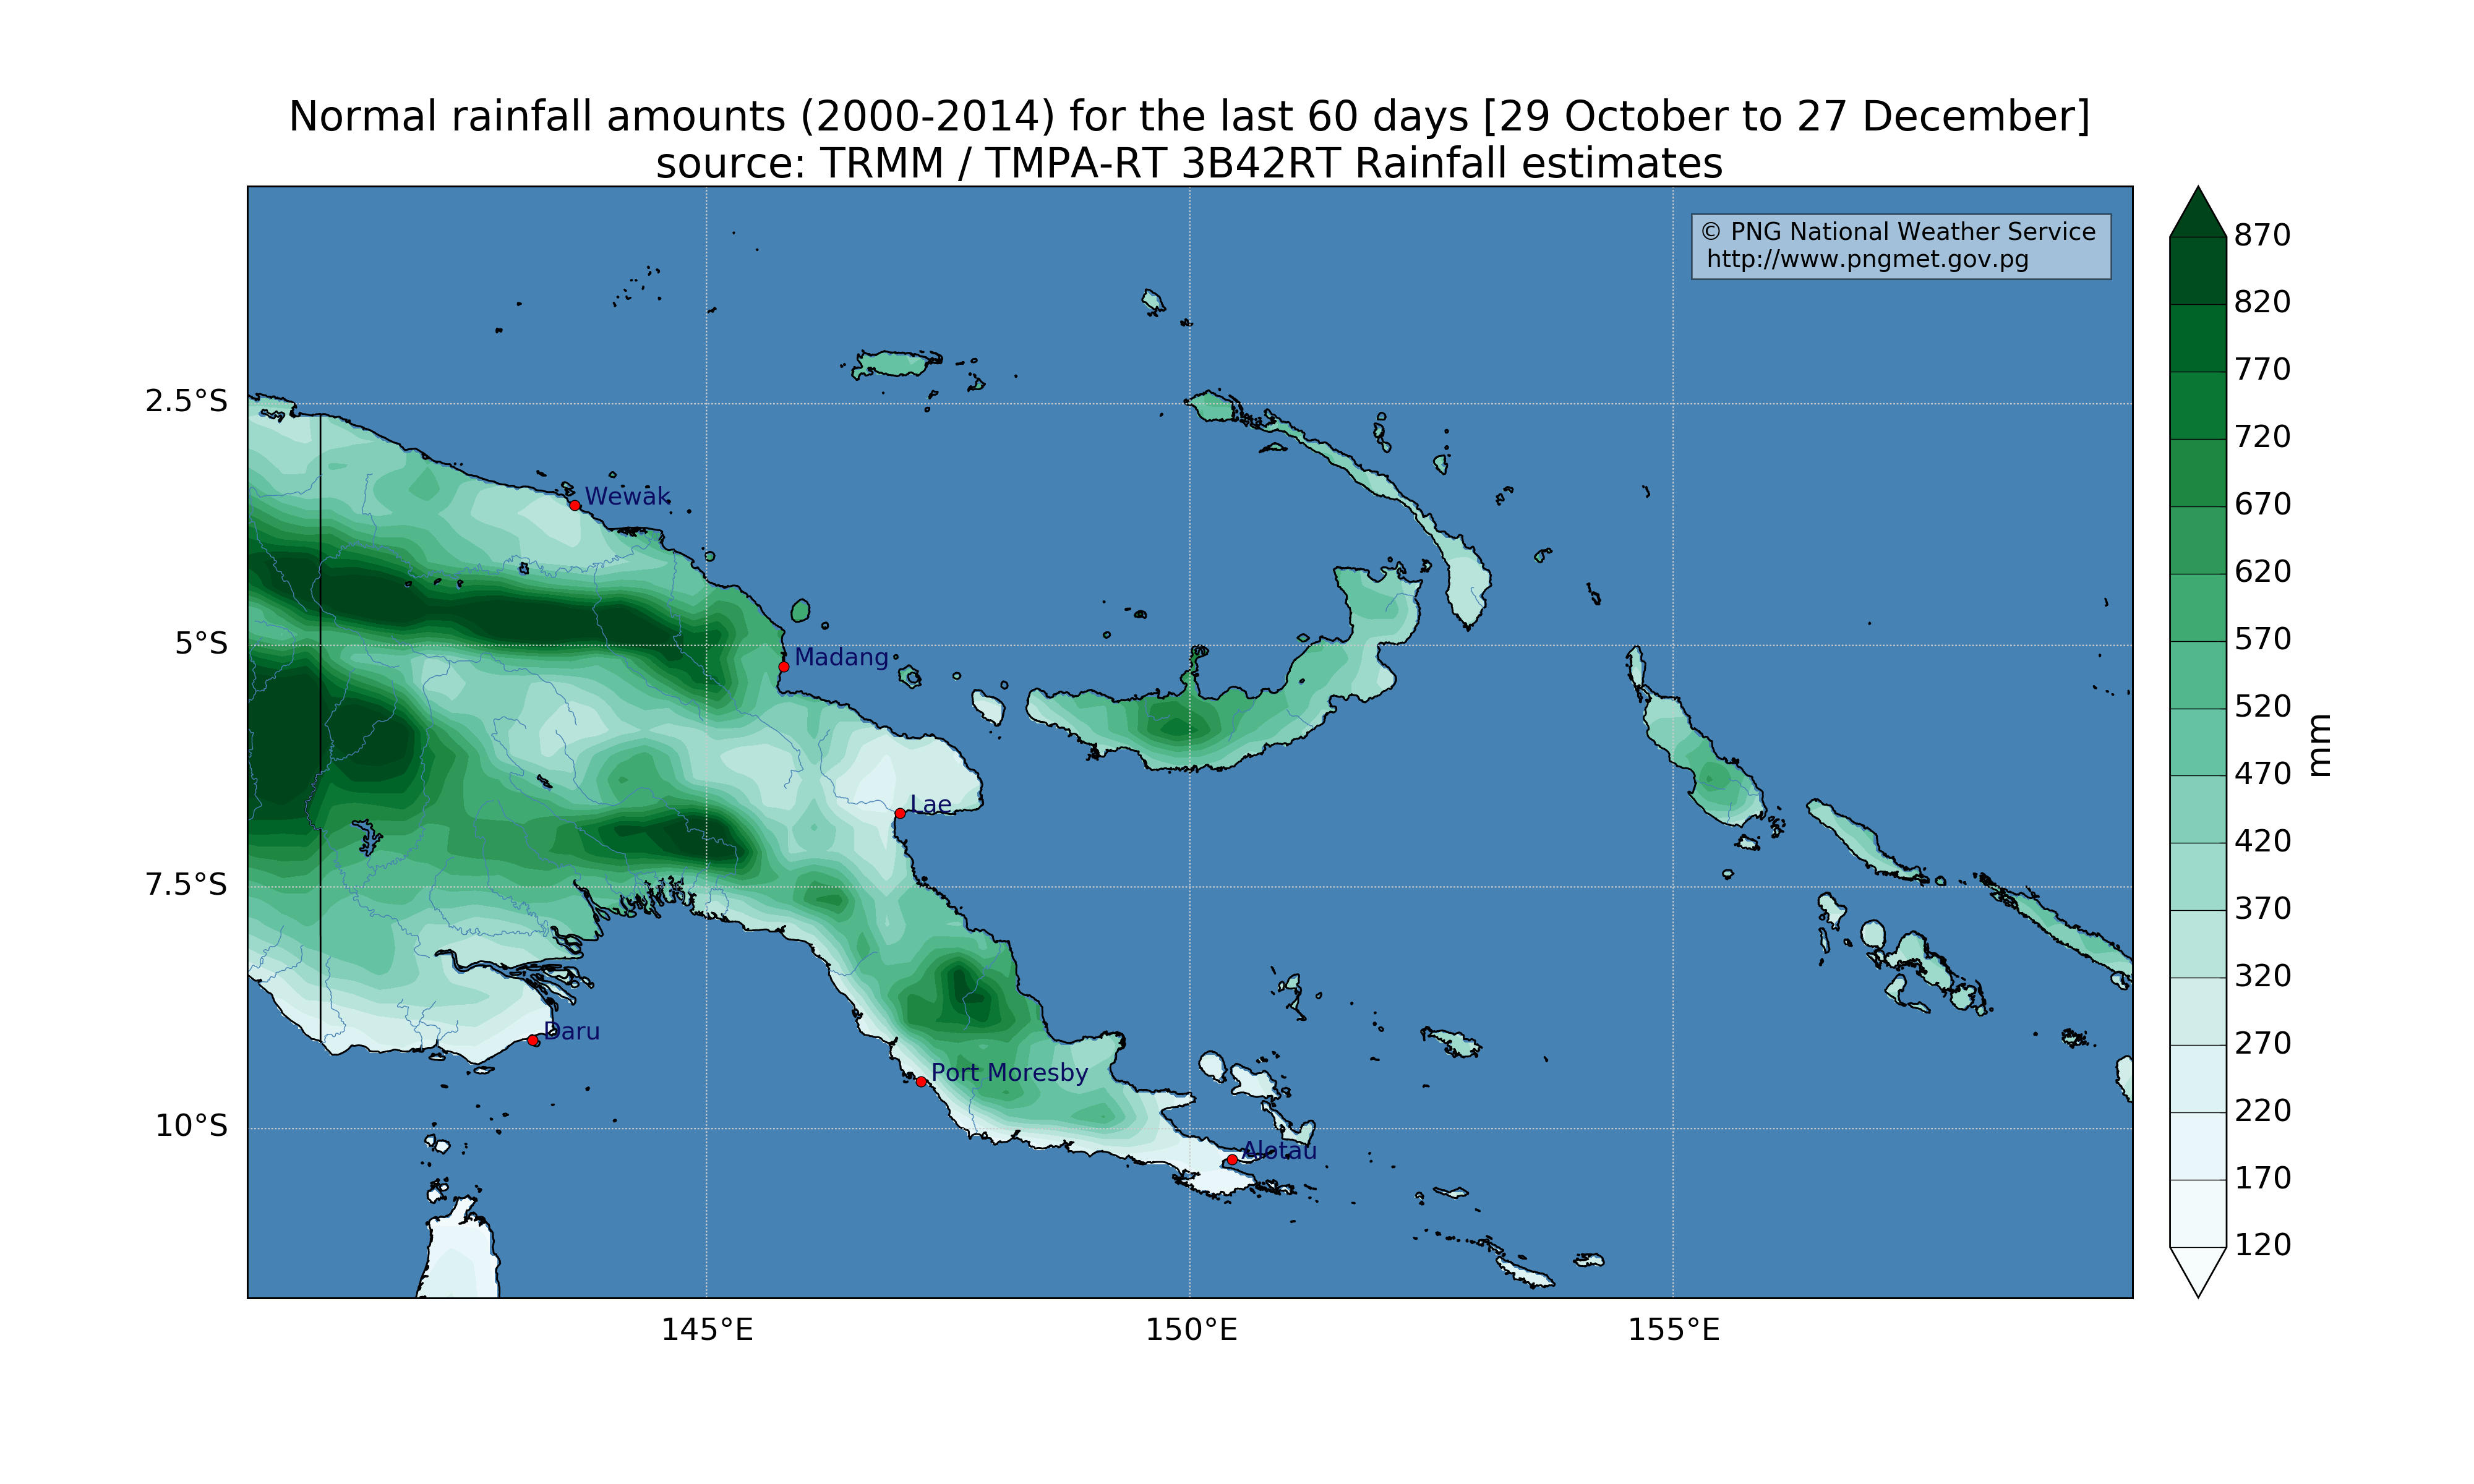 Normal rainfall amounts (2000-2014) for the last 60 days [29 October to 27 December]
source: TRMM / TMPA-RT 3B42RT Rainfall estimates
© PNG National Weather Service
http://www.pngmet.gov.pg
2.5°S
5°S
7.5°S
10°S
Wewak
Madang
Lae
Daru
Port Moresby
Alotau
145°E
150°E
155°E
870
820
770
720
670
620
570
520
470
420
370
320
270
220
170
120
mm